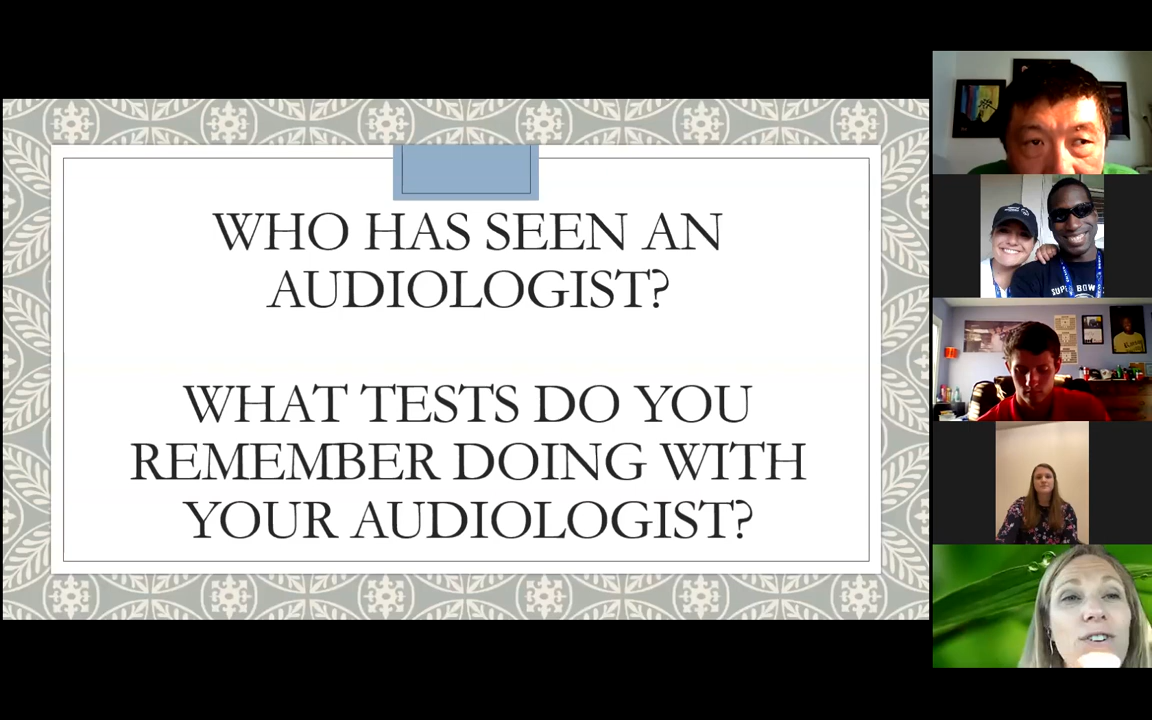 WHO HAS SEEN AN
AUDIOLOGIST?
WHAT TESTS DO YOU
REMEMBER DOING WITH
YOUR AUDIOLOGIST?